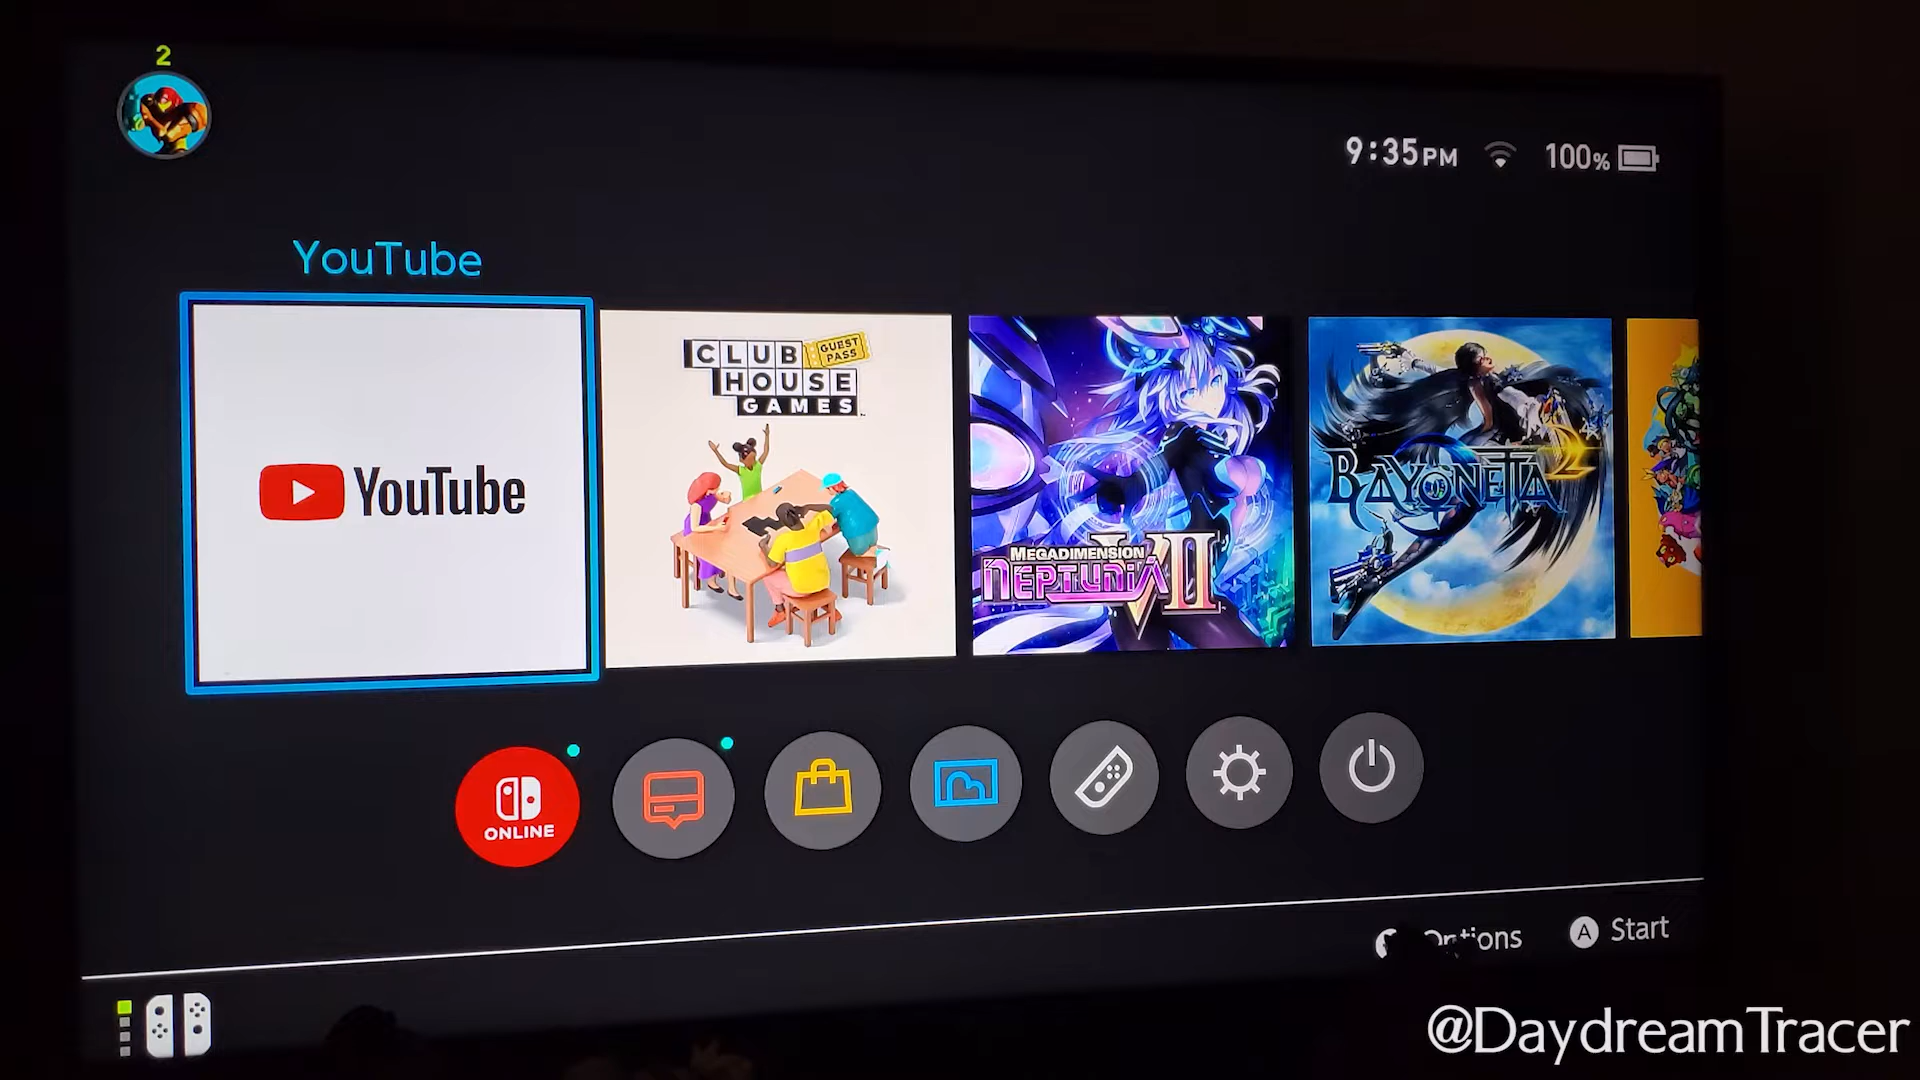 2
9:35PM
100%
YouTube
YouTube
CLUB
HOUSE
GAMES
GUEST
PASS
MEGADIMENSION
NEPTUNIA
VII
BAYONETTA 2
ONLINE
Options
A Start
@DaydreamTracer